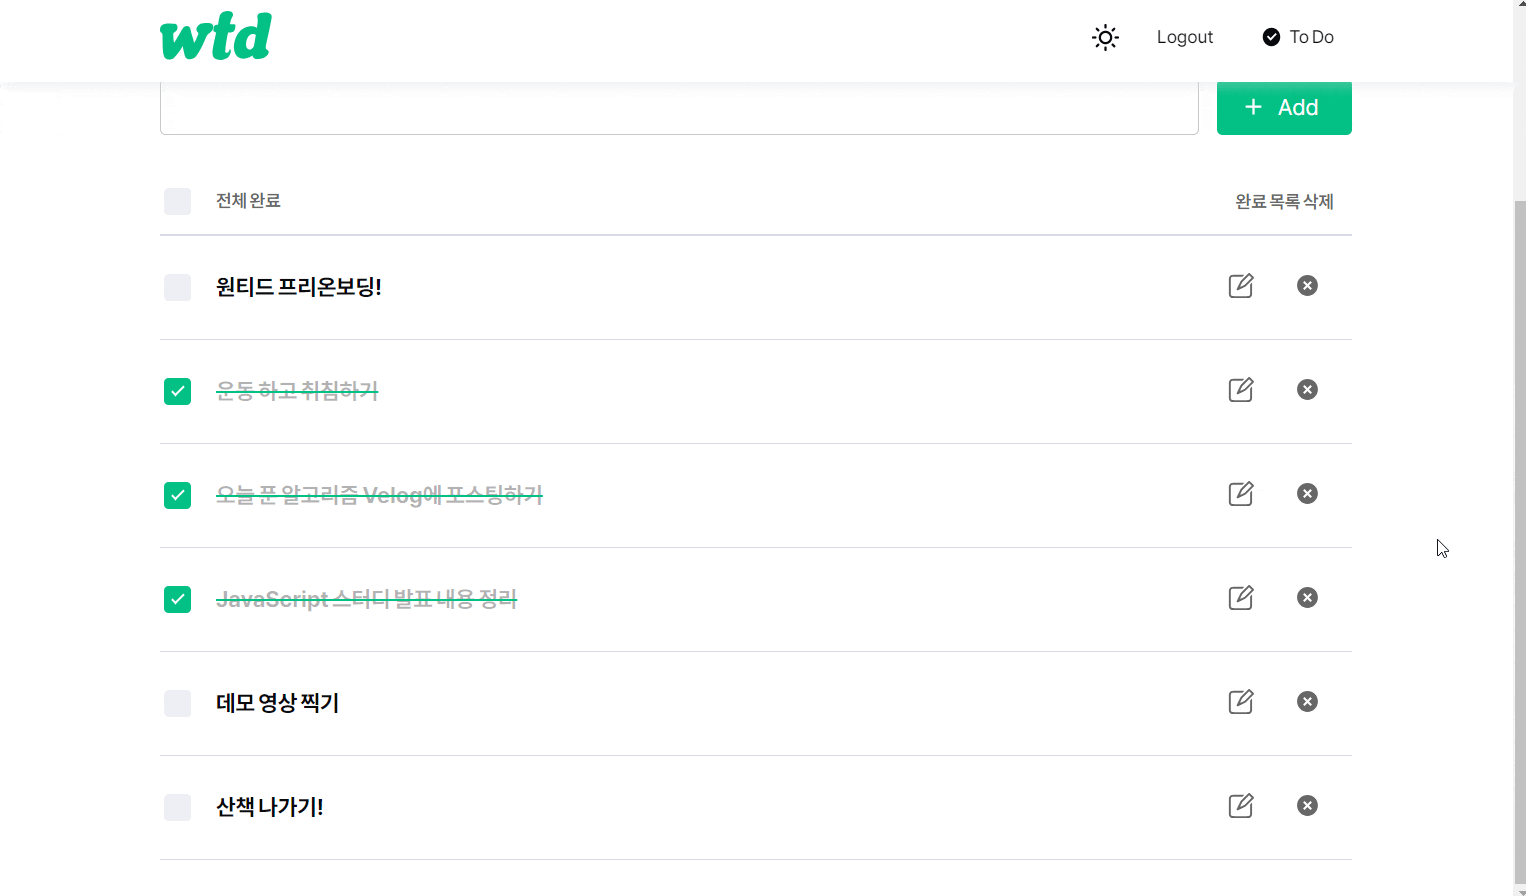 wtd
Logout
To Do
+ Add
전체 완료
완료 목록 삭제
원티드 프리온보딩!
운동 하고 취침하기
오늘 푼 알고리즘 Velog에 포스팅하기
JavaScript 스터디 발표 내용 정리
데모 영상 찍기
산책 나가기!